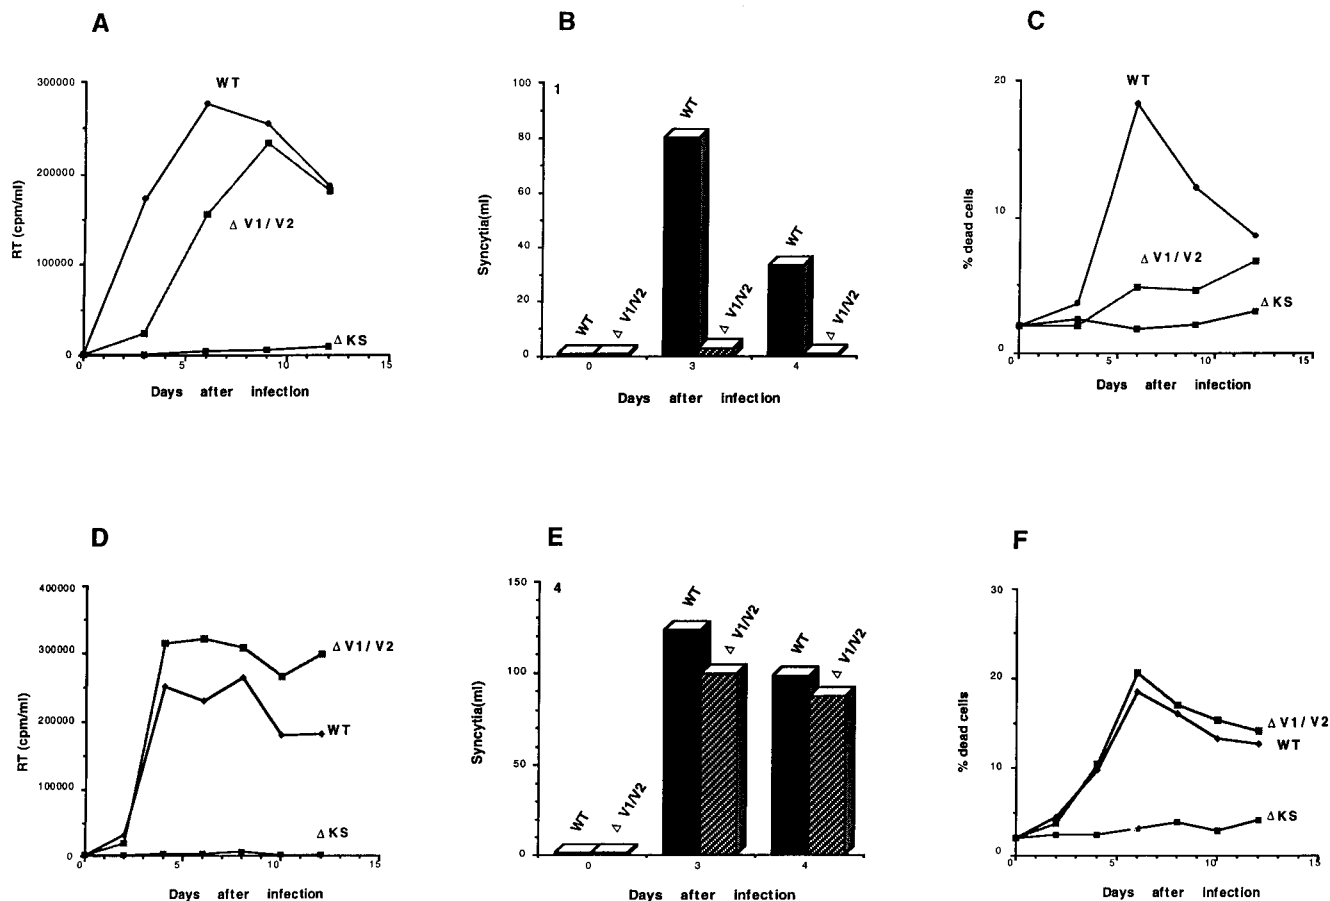 A
B
C
WT
300000
200000
100000
0
Δ V1/V2
Δ KS
RT (cpm/ml)
0
5
10
15
Days after infection
1
100
80
60
40
20
0
Syncytia(ml)
WT
Δ V1/V2
WT
Δ V1/V2
WT
Δ V1/V2
0
3
4
Days after infection
20
10
0
% dead cells
WT
Δ V1/V2
Δ KS
5
10
15
Days after infection
D
E
F
400000
300000
200000
100000
0
RT (cpm/ml)
Δ V1/V2
WT
Δ KS
0
5
10
15
Days after infection
4
150
100
50
0
Syncytia(ml)
WT
Δ V1/V2
WT
Δ V1/V2
WT
Δ V1/V2
0
3
4
Days after infection
30
20
10
0
% dead cells
Δ V1/V2
WT
Δ KS
0
5
10
15
Days after Infection